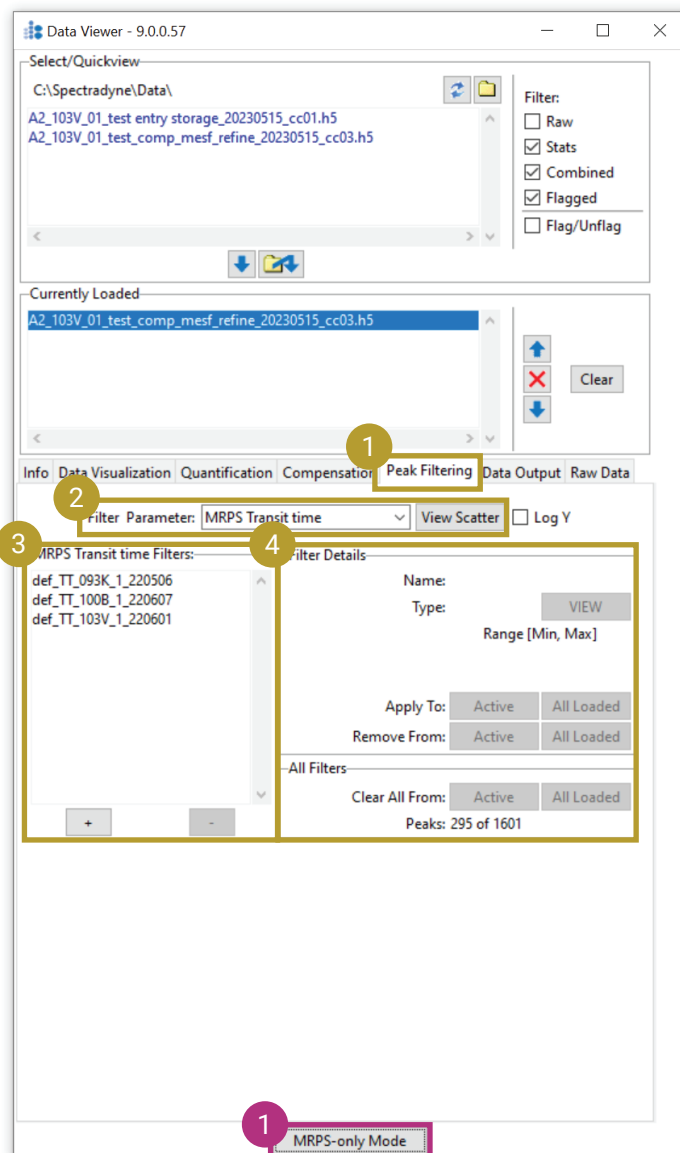 Data Viewer - 9.0.0.57
Select/Quickview
C:\Spectradyne\Data\
A2_103V_01_test entry storage_20230515_cc01.h5
A2_103V_01_test_comp_mesf_refine_20230515_cc03.h5
Filter:
Raw
Stats
Combined
Flagged
Flag/Unflag
Currently Loaded
A2_103V_01_test_comp_mesf_refine_20230515_cc03.h5
Clear
1
Info Data Visualization Quantification Compensation Peak Filtering Data Output Raw Data
2
Filter Parameter: MRPS Transit time View Scatter Log Y
3
MRPS Transit time Filters:
def_TT_093K_1_220506
def_TT_100B_1_220607
def_TT_103V_1_220601
+ -
4
Filter Details
Name:
Type: VIEW
Range [Min, Max]
Apply To: Active All Loaded
Remove From: Active All Loaded
All Filters
Clear All From: Active All Loaded
Peaks: 295 of 1601
1
MRPS-only Mode